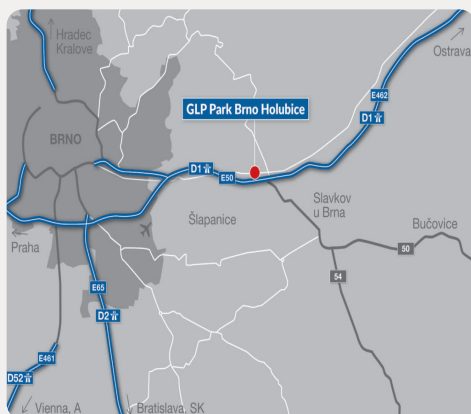 Hradec
Kralove
Ostrava
E462
D1
GLP Park Brno Holubice
BRNO
D1
E50
Slavkov
u Brna
Šlapanice
Bučovice
Praha
50
54
E65
D2
E461
D52
Vienna, A
Bratislava, SK